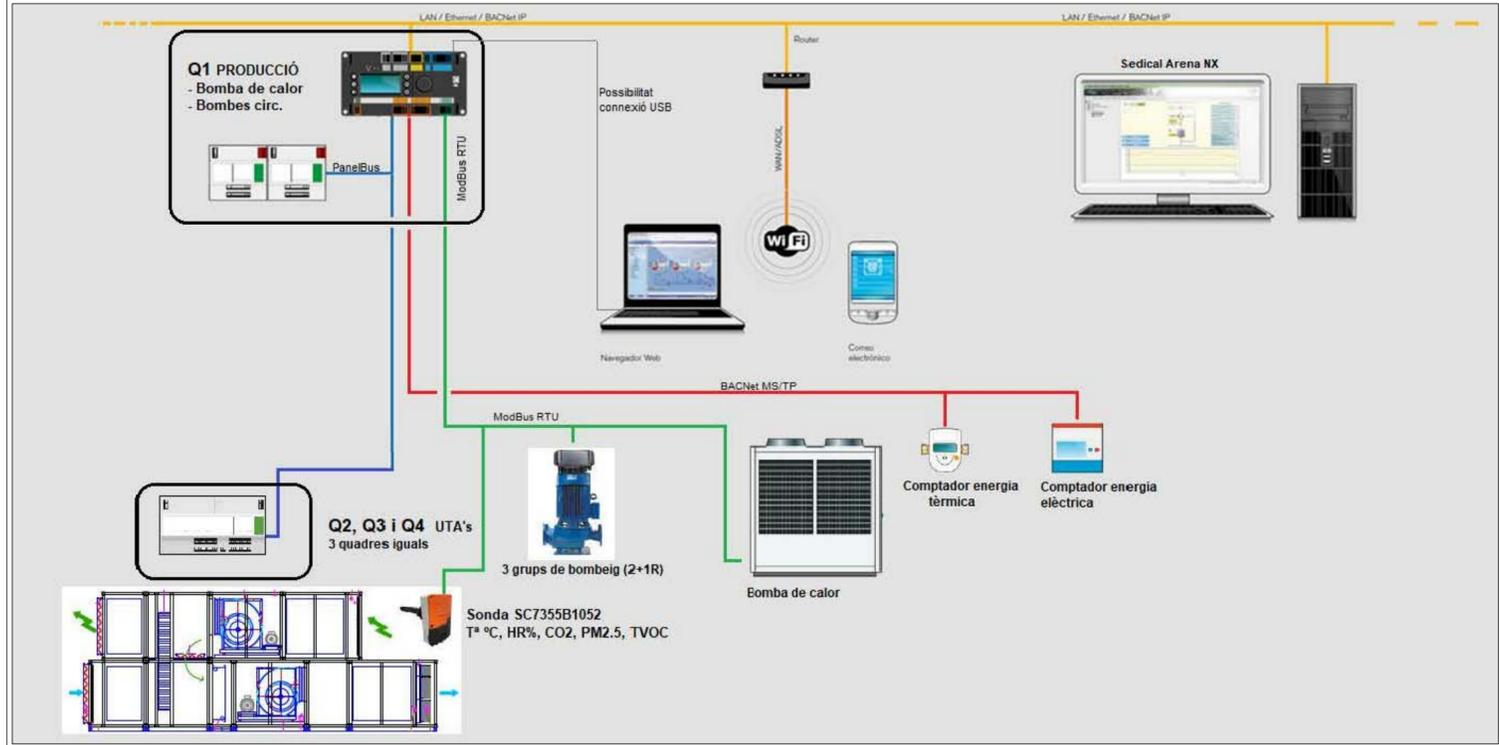 LAN / Ethernet / BACNet IP
LAN / Ethernet / BACNet IP
Router
Sedical Arena NX
Q1 PRODUCCIÓ
- Bomba de calor
- Bombes circ.
Possibilitat
connexió USB
PanelBus
ModBus RTU
WAN/ADSL
Wi Fi
Navegador Web
Correo
electrónico
BACNet MS/TP
ModBus RTU
Comptador energia
tèrmica
Comptador energia
elèctrica
Q2, Q3 i Q4 UTA's
3 quadres iguals
3 grups de bombeig (2+1R)
Bomba de calor
Sonda SC7355B1052
Tª ºC, HR%, CO2, PM2.5, TVOC